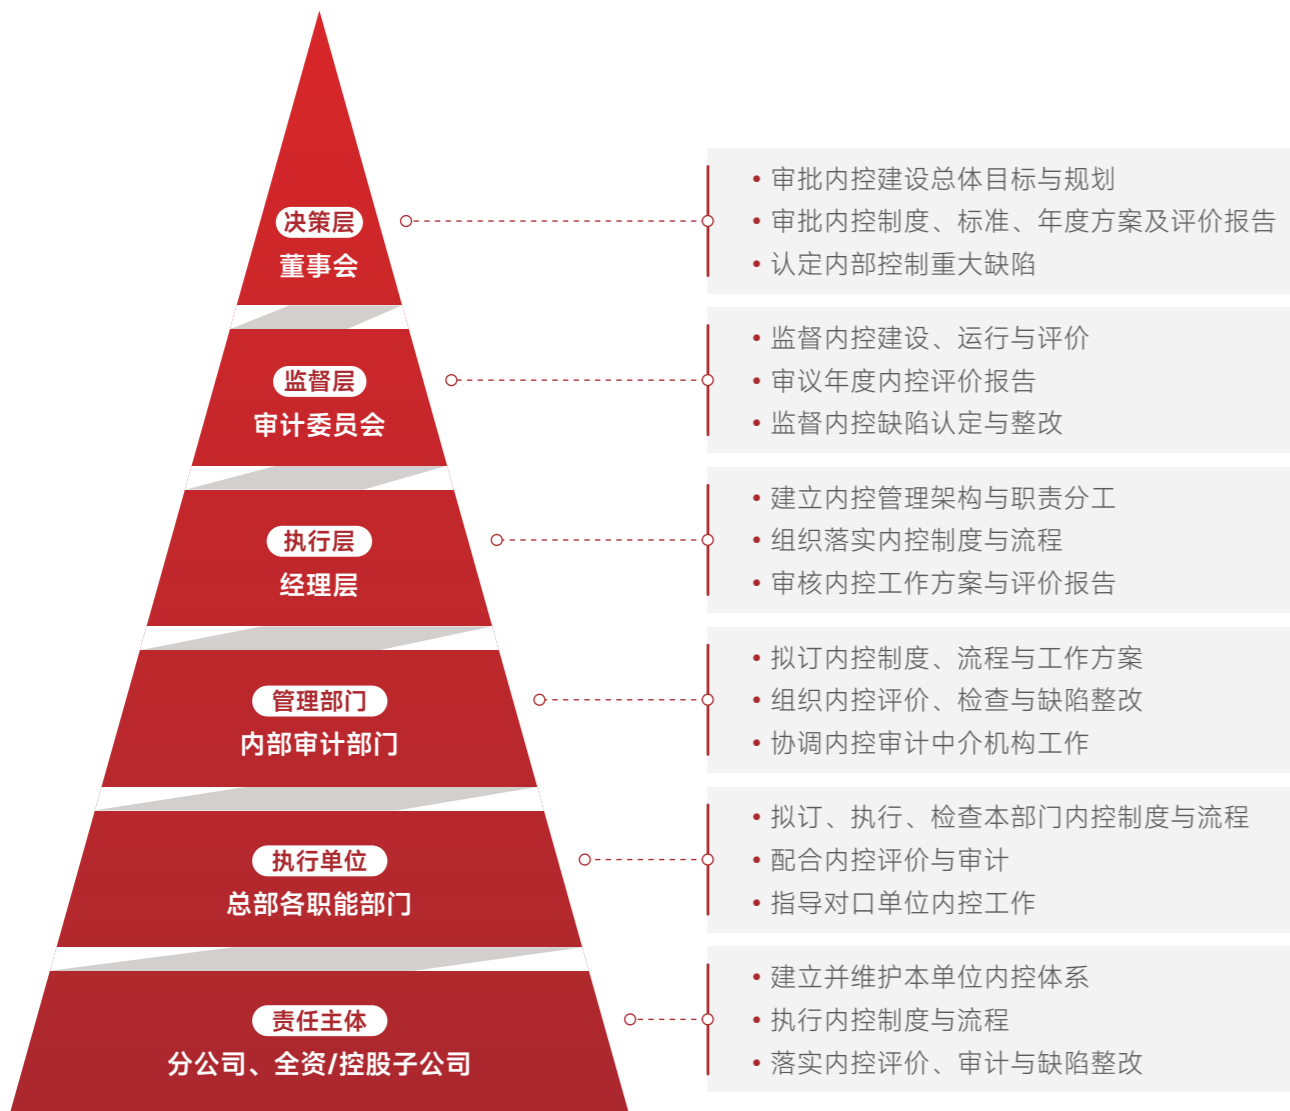 决策层
董事会
• 审批内控建设总体目标与规划
• 审批内控制度、标准、年度方案及评价报告
• 认定内部控制重大缺陷
监督层
审计委员会
• 监督内控建设、运行与评价
• 审议年度内控评价报告
• 监督内控缺陷认定与整改
执行层
经理层
• 建立内控管理架构与职责分工
• 组织落实内控制度与流程
• 审核内控工作方案与评价报告
管理部门
内部审计部门
• 拟订内控制度、流程与工作方案
• 组织内控评价、检查与缺陷整改
• 协调内控审计中介机构工作
执行单位
总部各职能部门
• 拟订、执行、检查本部门内控制度与流程
• 配合内控评价与审计
• 指导对口单位内控工作
责任主体
分公司、全资/控股子公司
• 建立并维护本单位内控体系
• 执行内控制度与流程
• 落实内控评价、审计与缺陷整改